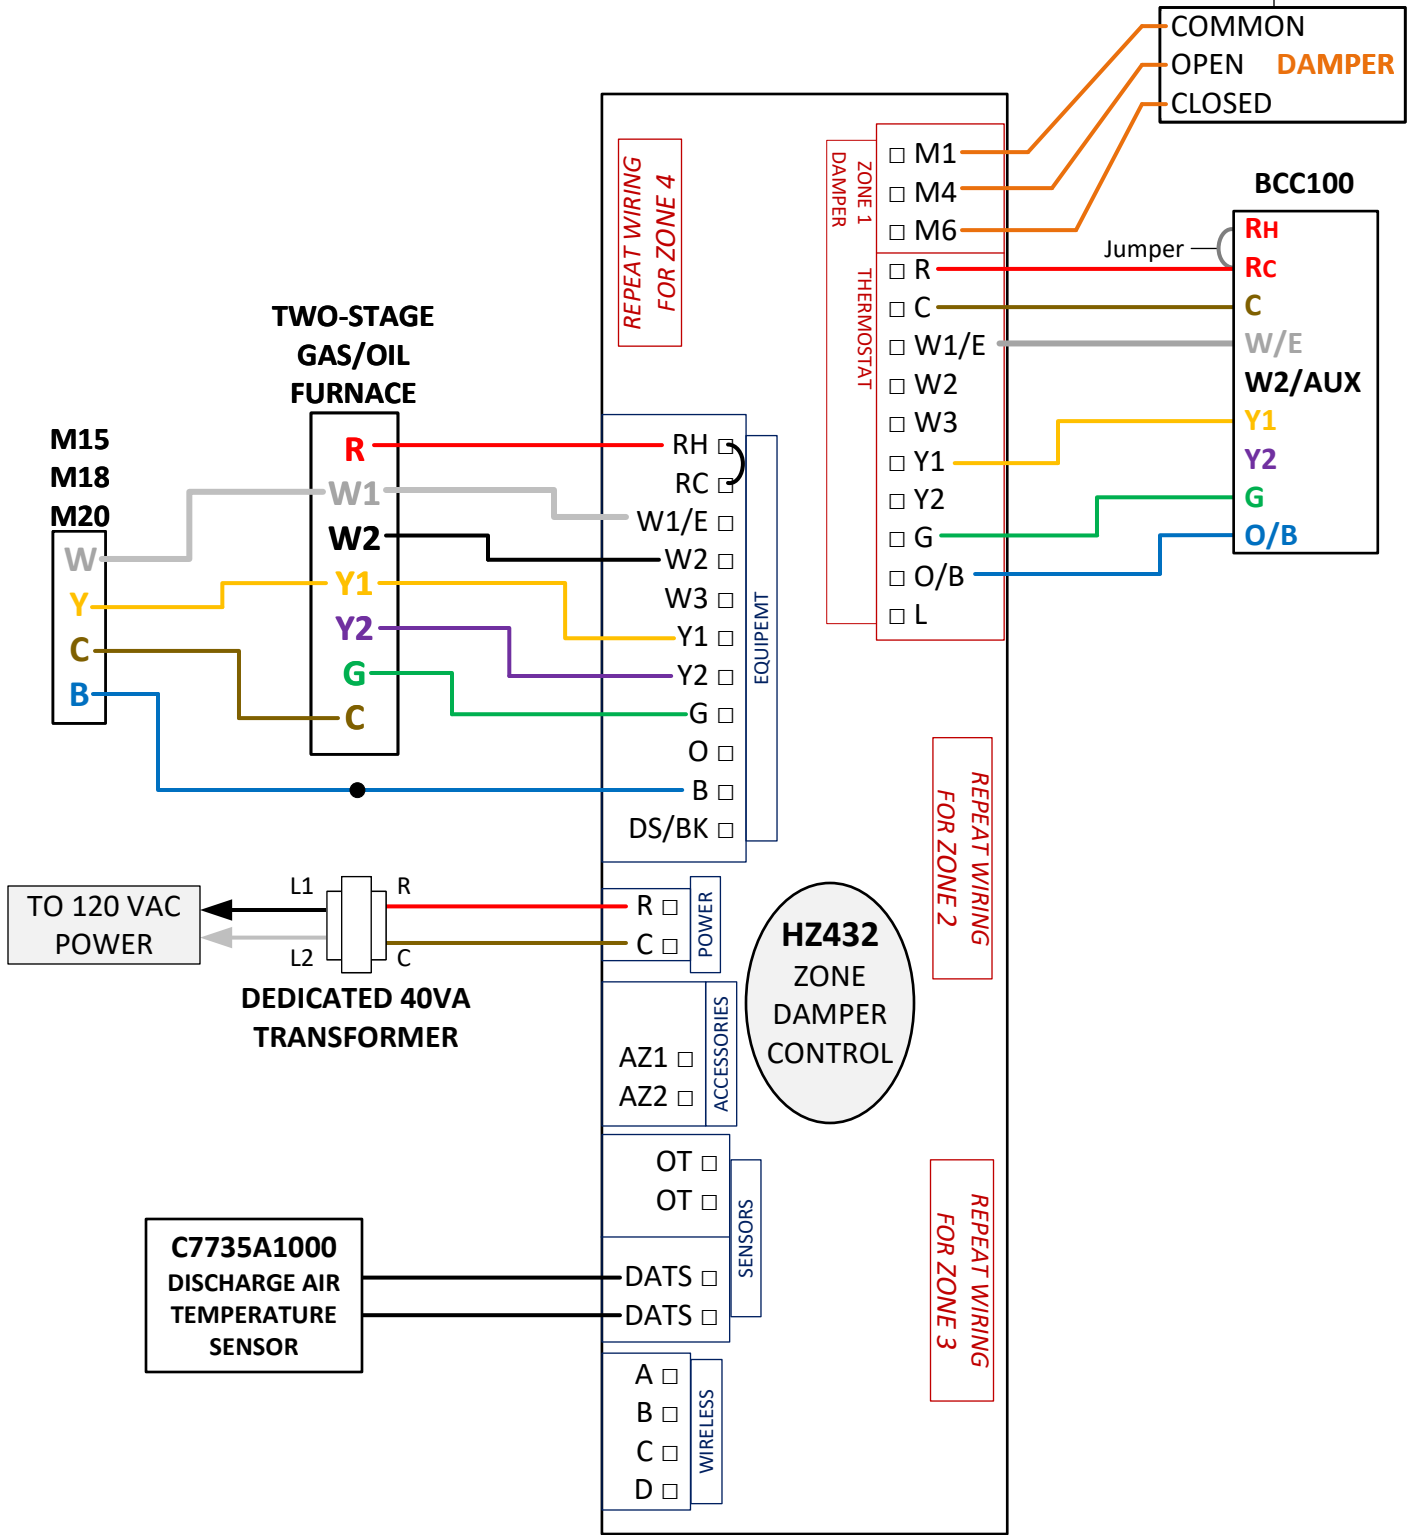 COMMON
OPEN DAMPER
CLOSED
REPEAT WIRING
FOR ZONE 4
ZONE 1
DAMPER
M1
M4
M6
THERMOSTAT
R
C
W1/E
W2
W3
Y1
Y2
G
O/B
L
Jumper
BCC100
RH
RC
C
W/E
W2/AUX
Y1
Y2
G
O/B
TWO-STAGE
GAS/OIL
FURNACE
R
W1
W2
Y1
Y2
G
C
M15
M18
M20
W
Y
C
B
RH
RC
W1/E
W2
W3
Y1
Y2
G
O
B
DS/BK
EQUIPEMT
REPEAT WIRING
FOR ZONE 2
TO 120 VAC
POWER
L1
L2
R
C
DEDICATED 40VA
TRANSFORMER
R
C
POWER
HZ432
ZONE
DAMPER
CONTROL
AZ1
AZ2
ACCESSORIES
OT
OT
DATS
DATS
SENSORS
C7735A1000
DISCHARGE AIR
TEMPERATURE
SENSOR
REPEAT WIRING
FOR ZONE 3
A
B
C
D
WIRELESS